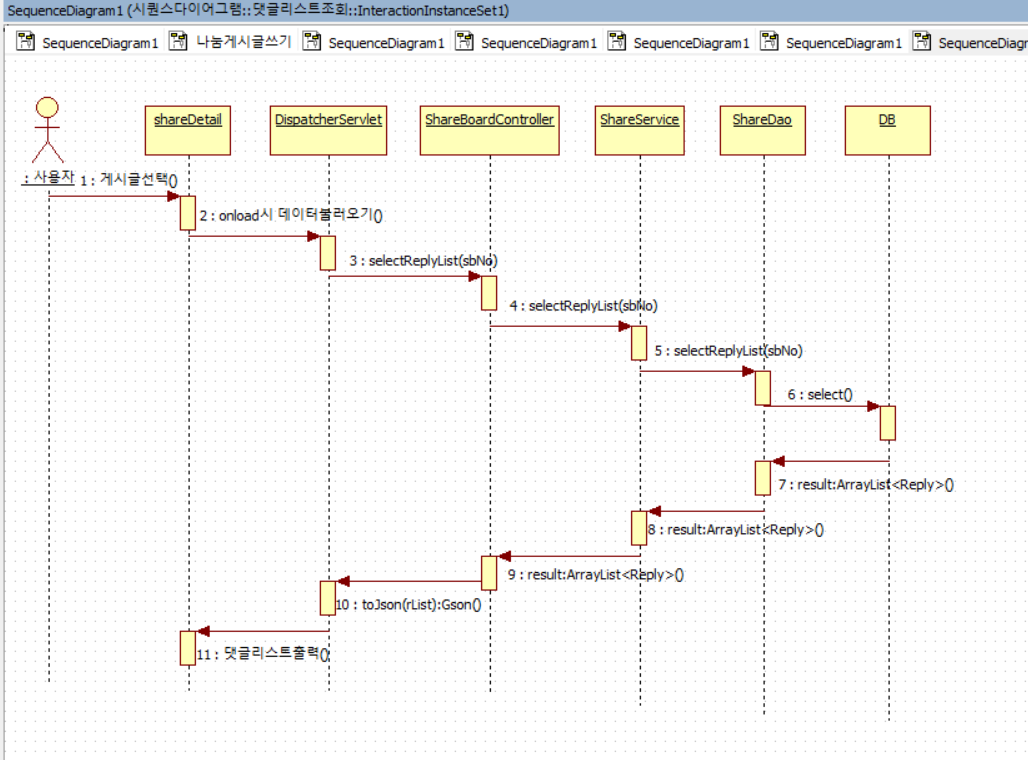 SequenceDiagram1 (시퀀스다이어그램::댓글리스트조회::InteractionInstanceSet1)
SequenceDiagram1 나눔게시글쓰기 SequenceDiagram1 SequenceDiagram1 SequenceDiagram1 SequenceDiagram1 SequenceDiagr
shareDetail DispatcherServlet ShareBoardController ShareService ShareDao DB
: 사용자
1 : 게시글선택()
2 : onload시 데이터불러오기()
3 : selectReplyList(sbNo)
4 : selectReplyList(sbNo)
5 : selectReplyList(sbNo)
6 : select()
7 : result:ArrayList<Reply>()
8 : result:ArrayList<Reply>()
9 : result:ArrayList<Reply>()
10 : toJson(rList):Gson()
11 : 댓글리스트출력()